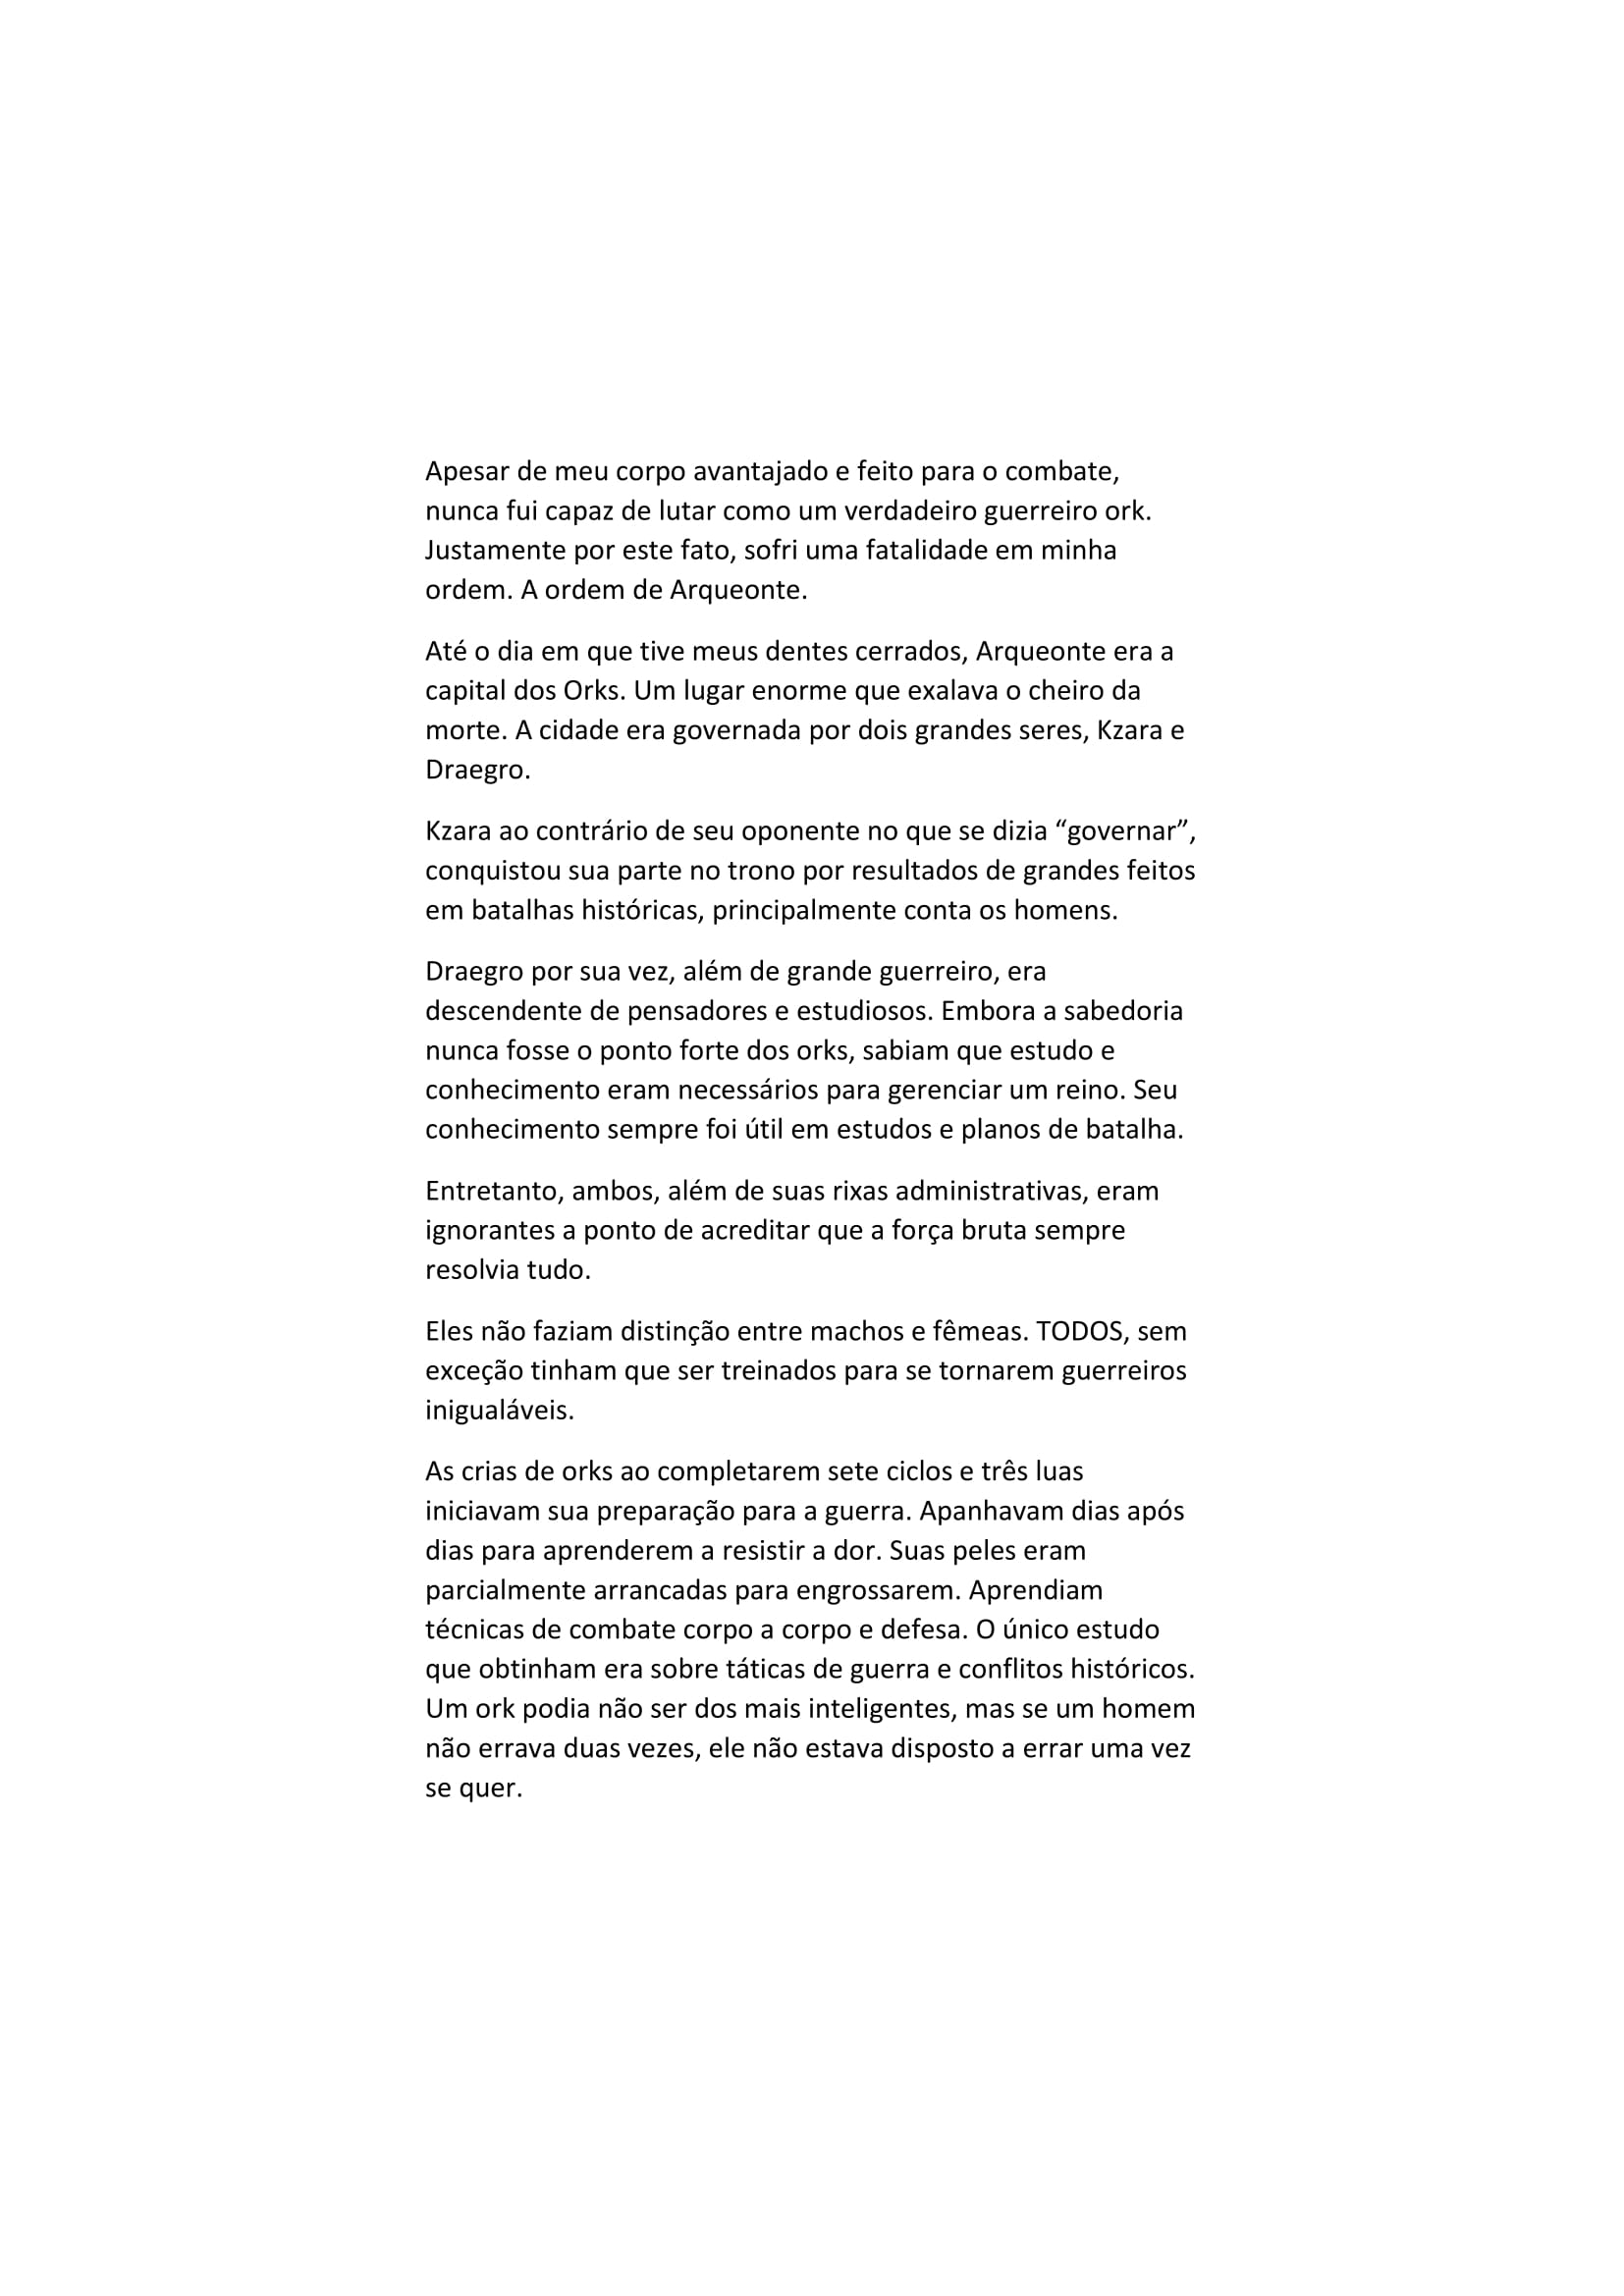 Apesar de meu corpo avantajado e feito para o combate,
nunca fui capaz de lutar como um verdadeiro guerreiro ork.
Justamente por este fato, sofri uma fatalidade em minha
ordem. A ordem de Arqueonte.
Até o dia em que tive meus dentes cerrados, Arqueonte era a
capital dos Orks. Um lugar enorme que exalava o cheiro da
morte. A cidade era governada por dois grandes seres, Kzara e
Draegro.
Kzara ao contrário de seu oponente no que se dizia “governar”,
conquistou sua parte no trono por resultados de grandes feitos
em batalhas históricas, principalmente conta os homens.
Draegro por sua vez, além de grande guerreiro, era
descendente de pensadores e estudiosos. Embora a sabedoria
nunca fosse o ponto forte dos orks, sabiam que estudo e
conhecimento eram necessários para gerenciar um reino. Seu
conhecimento sempre foi útil em estudos e planos de batalha.
Entretanto, ambos, além de suas rixas administrativas, eram
ignorantes a ponto de acreditar que a força bruta sempre
resolvia tudo.
Eles não faziam distinção entre machos e fêmeas. TODOS, sem
exceção tinham que ser treinados para se tornarem guerreiros
inigualáveis.
As crias de orks ao completarem sete ciclos e três luas
iniciavam sua preparação para a guerra. Apanhavam dias após
dias para aprenderem a resistir a dor. Suas peles eram
parcialmente arrancadas para engrossarem. Aprendiam
técnicas de combate corpo a corpo e defesa. O único estudo
que obtinham era sobre táticas de guerra e conflitos históricos.
Um ork podia não ser dos mais inteligentes, mas se um homem
não errava duas vezes, ele não estava disposto a errar uma vez
se quer.